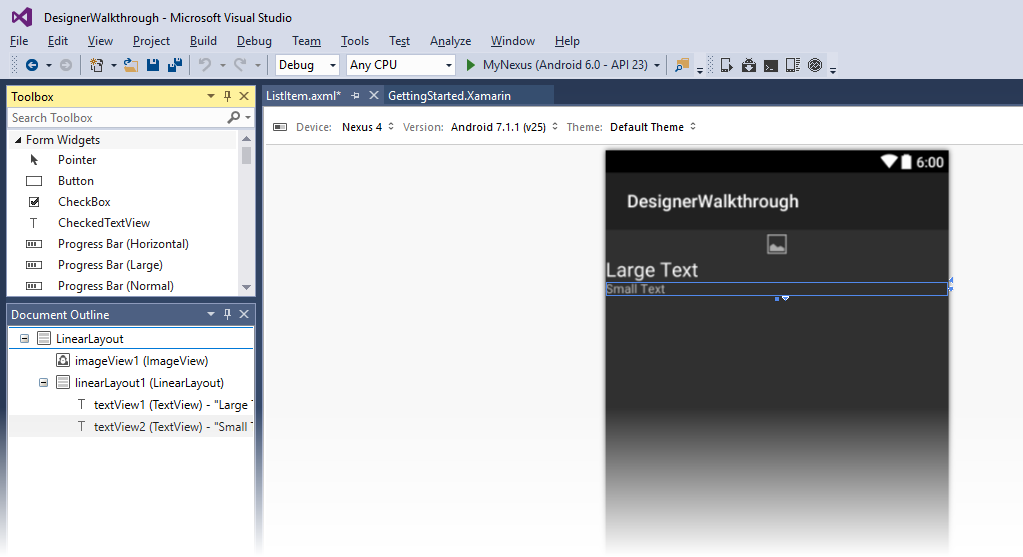 DesignerWalkthrough - Microsoft Visual Studio
File Edit View Project Build Debug Team Tools Test Analyze Window Help
Debug Any CPU MyNexus (Android 6.0 - API 23)
Toolbox
Search Toolbox
Form Widgets
Pointer
Button
CheckBox
CheckedTextView
Progress Bar (Horizontal)
Progress Bar (Large)
Progress Bar (Normal)
Document Outline
LinearLayout
imageView1 (ImageView)
linearLayout1 (LinearLayout)
textView1 (TextView) - "Large
textView2 (TextView) - "Small
ListItem.axml* GettingStarted.Xamarin
Device: Nexus 4 Version: Android 7.1.1 (v25) Theme: Default Theme
6:00
DesignerWalkthrough
Large Text
Small Text